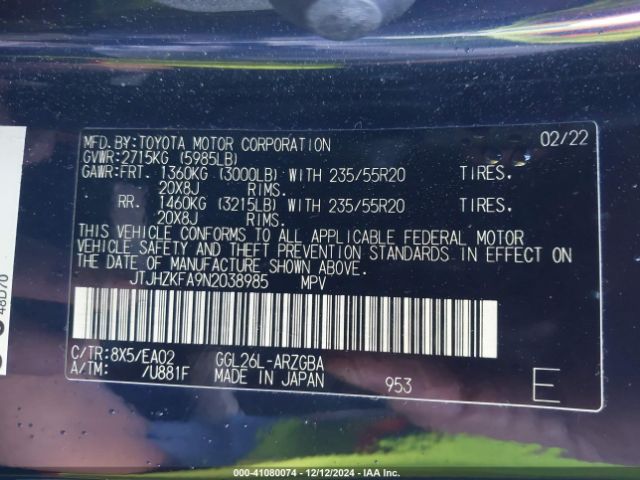 MFD.BY:TOYOTA MOTOR CORPORATION 02/22
GVWR:2715KG (5985LB)
GAWR:FRT. 1360KG (3000LB) WITH 235/55R20 TIRES.
20X8J RIMS.
RR. 1460KG (3215LB) WITH 235/55R20 TIRES.
20X8J RIMS.
THIS VEHICLE CONFORMS TO ALL APPLICABLE FEDERAL MOTOR
VEHICLE SAFETY AND THEFT PREVENTION STANDARDS IN EFFECT ON
THE DATE OF MANUFACTURE SHOWN ABOVE.
JTJHZKFA9N2038985 MPV
C/TR:8X5/EA02 GGL26L-ARZGBA
A/TM: /U881F MADE IN JAPAN 953 E
48D70
000-41080074 • 12/12/2024 • IAA Inc.